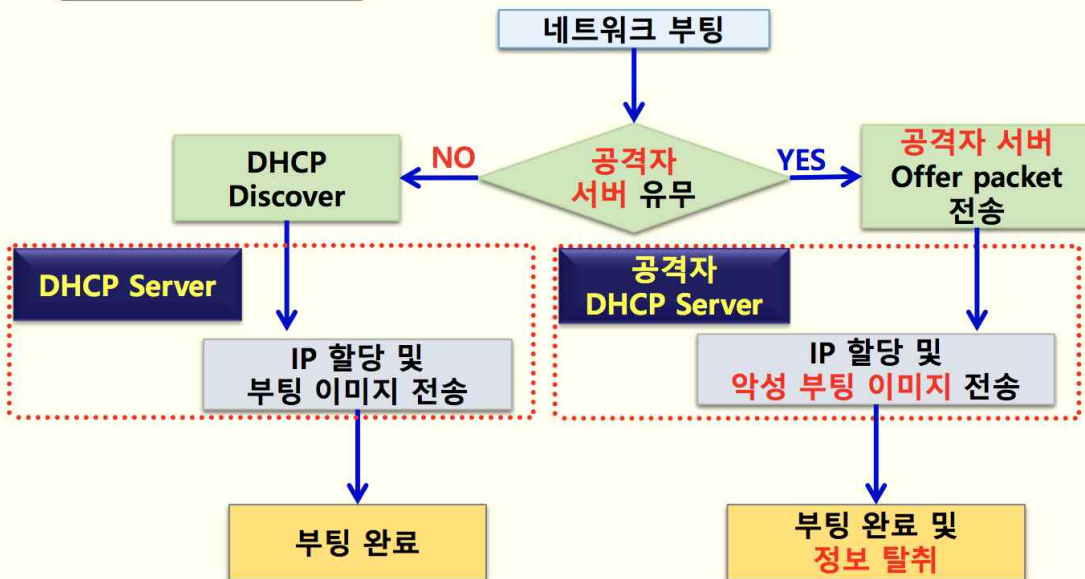 네트워크 부팅
DHCP
Discover
NO
공격자
서버 유무
YES
공격자 서버
Offer packet
전송
DHCP Server
공격자
DHCP Server
IP 할당 및
부팅 이미지 전송
IP 할당 및
악성 부팅 이미지 전송
부팅 완료
부팅 완료 및
정보 탈취